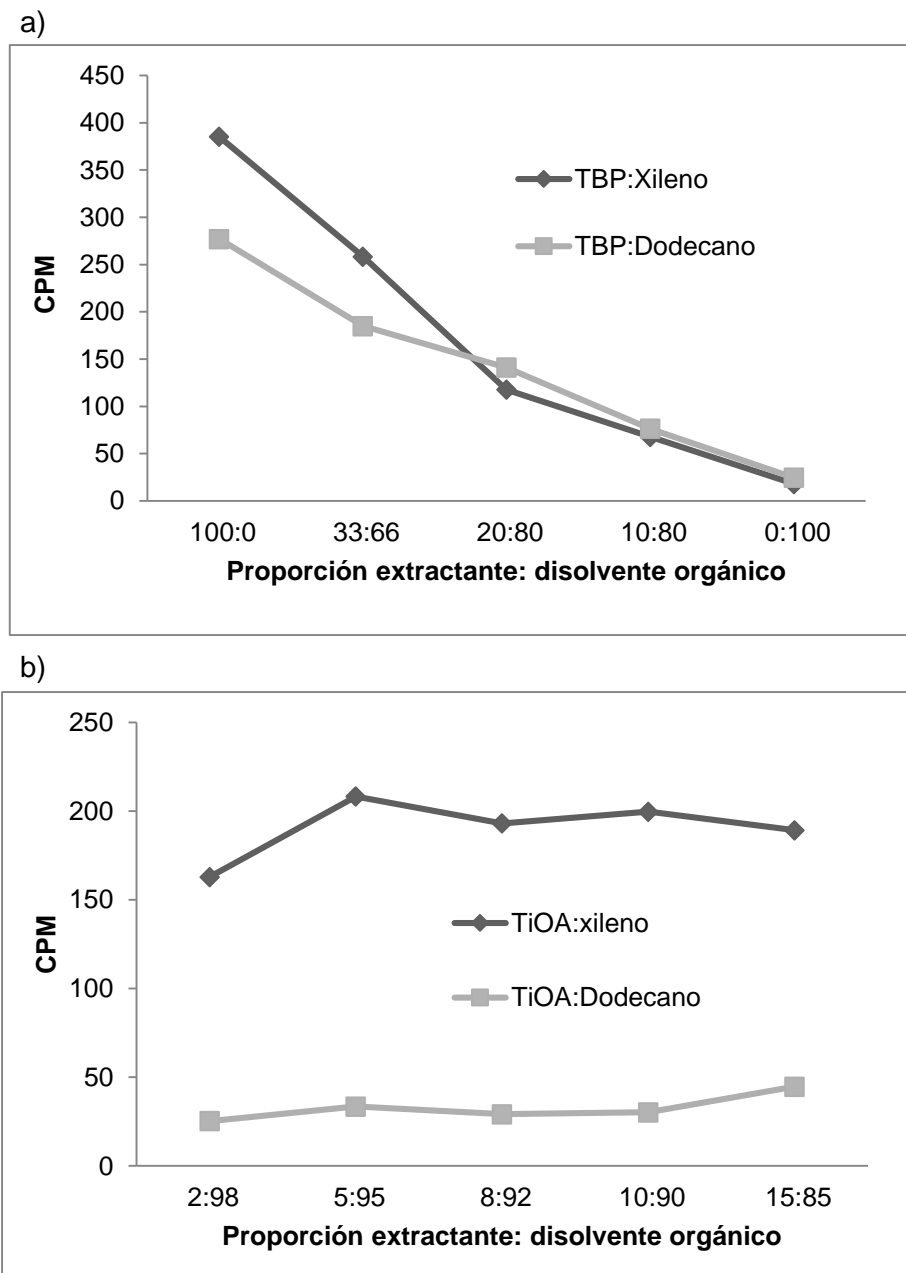 a)
450
400
350
300
250
200
150
100
50
0
CPM
TBP:Xileno
TBP:Dodecano
100:0 33:66 20:80 10:80 0:100
Proporción extractante: disolvente orgánico
b)
250
200
150
100
50
0
CPM
TiOA:xileno
TiOA:Dodecano
2:98 5:95 8:92 10:90 15:85
Proporción extractante: disolvente orgánico